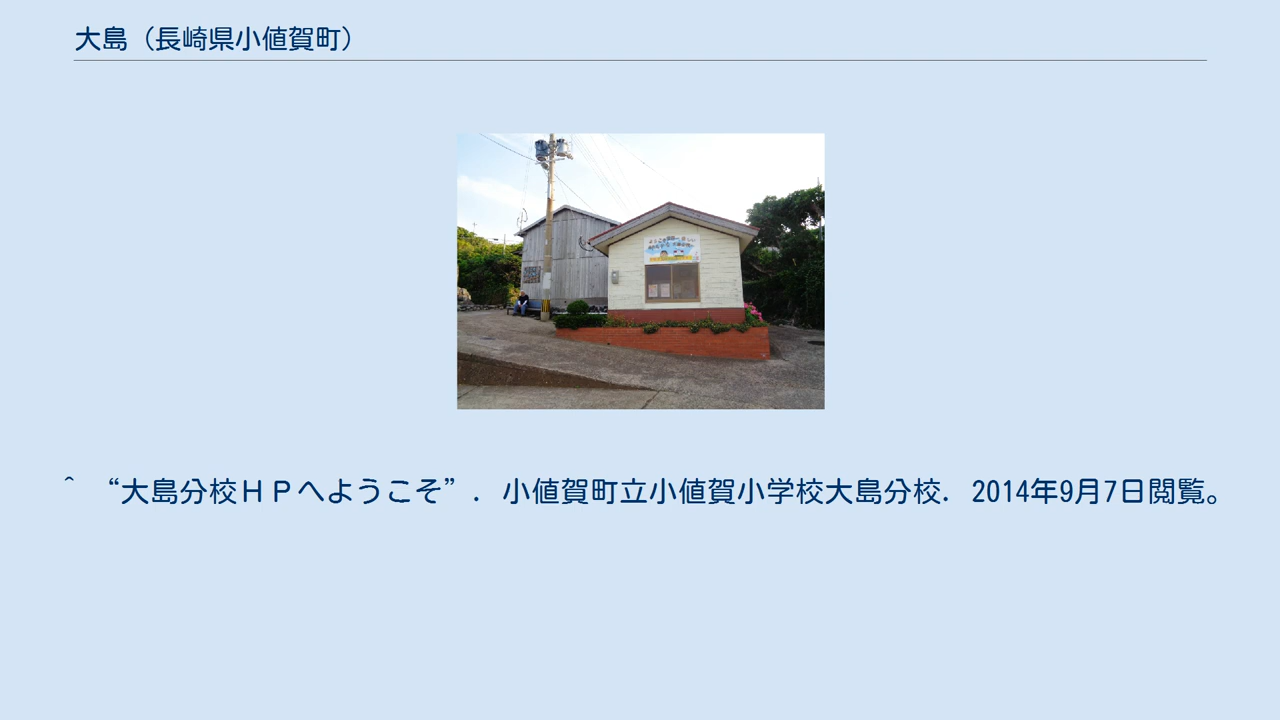 大島（長崎県小値賀町）
^ “大島分校ＨＰへようこそ”. 小値賀町立小値賀小学校大島分校. 2014年9月7日閲覧。